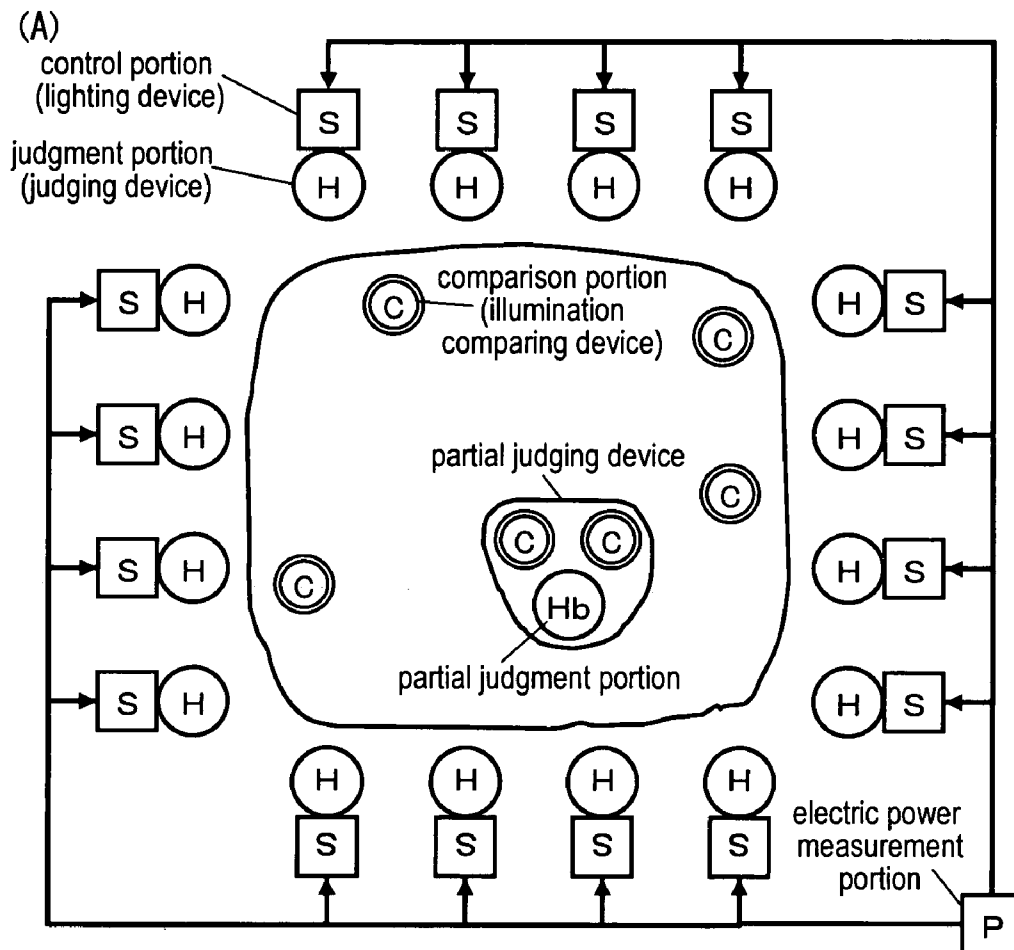 (A)
control portion
(lighting device)
S S S S
judgment portion
(judging device)
H H H H
comparison portion
(illumination
comparing device)
C
C
S H
H S
S H
H S
partial judging device
C
C C
S H
H S
C
Hb
partial judgment portion
S H
H S
H H H H
S S S S
electric power
measurement
portion
P